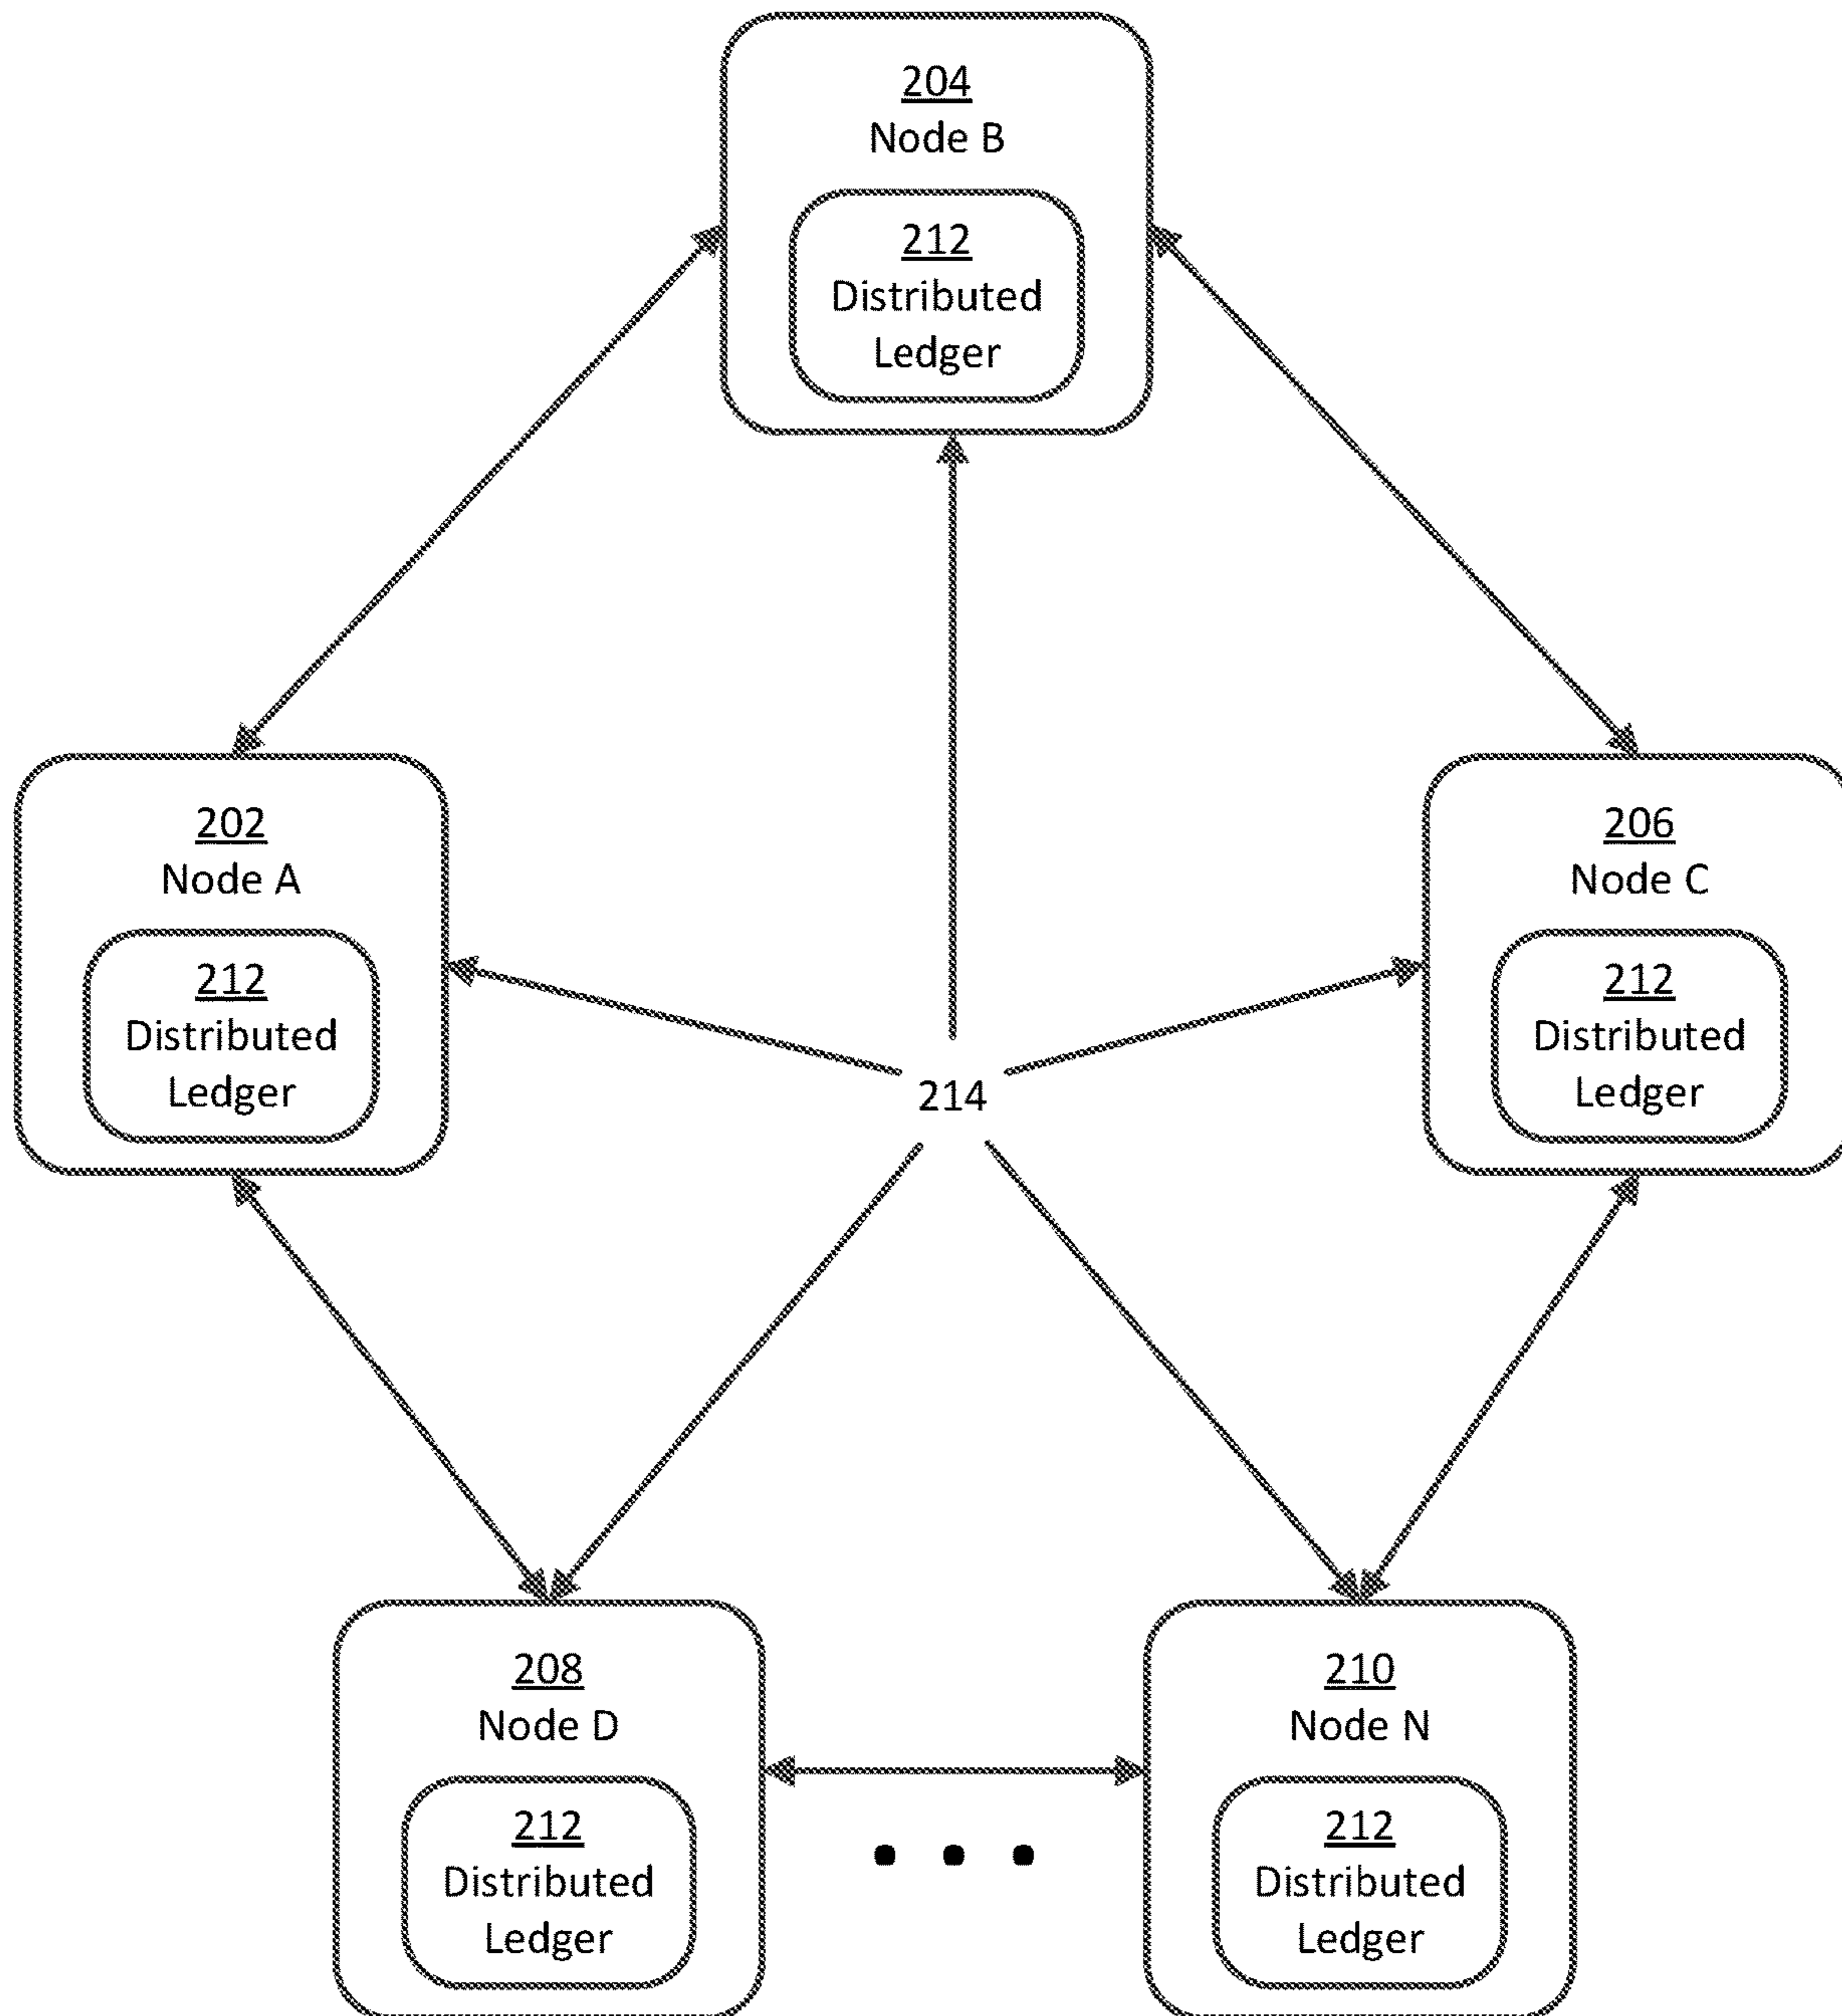 204
Node B
212
Distributed
Ledger
202
Node A
212
Distributed
Ledger
206
Node C
212
Distributed
Ledger
214
208
Node D
212
Distributed
Ledger
210
Node N
212
Distributed
Ledger